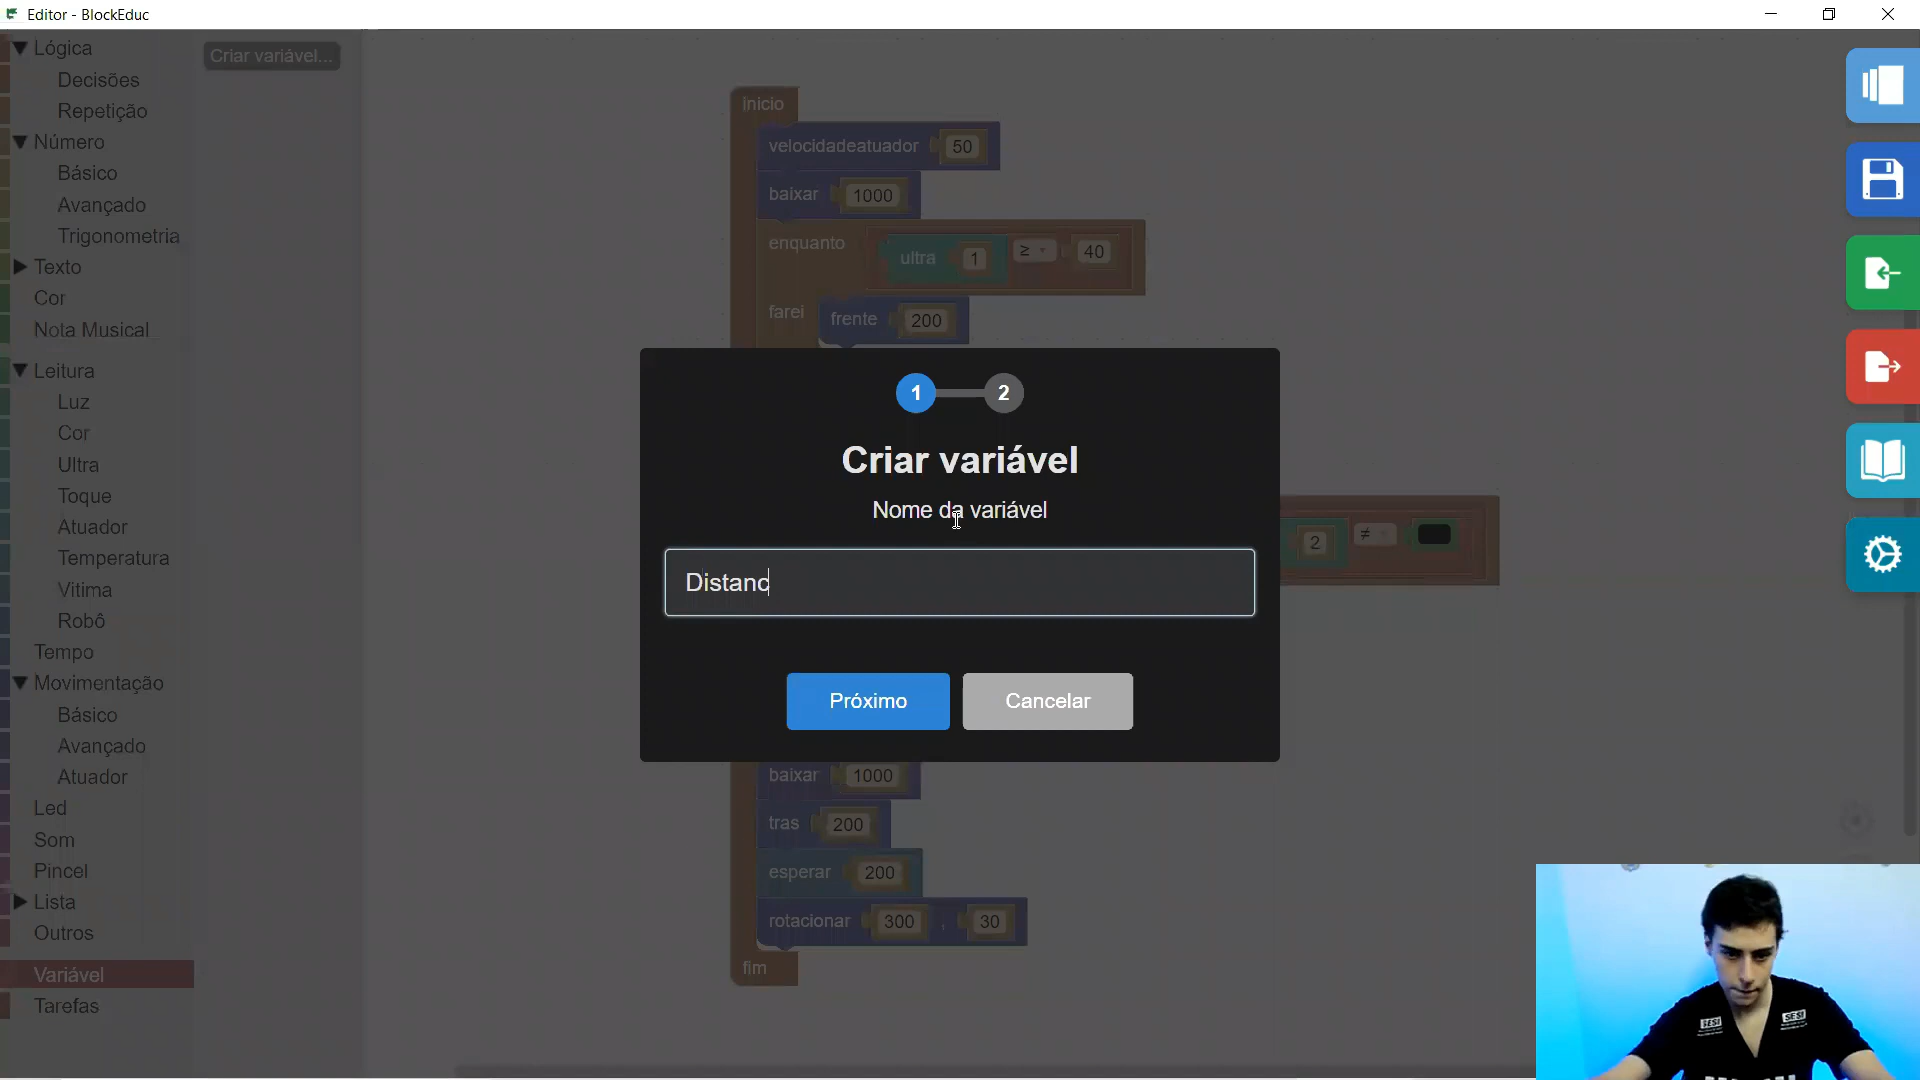 Editor - BlockEduc
Lógica
Decisões
Repetição
Número
Básico
Avançado
Trigonometria
Texto
Cor
Nota Musical
Leitura
Luz
Cor
Ultra
Toque
Atuador
Temperatura
Vitima
Robô
Tempo
Movimentação
Básico
Avançado
Atuador
Led
Som
Pincel
Lista
Outros
Variável
Tarefas
Criar variável...
inicio
velocidadeatuador 50
baixar 1000
enquanto ultra 1 ≥ 40
farei frente 200
1 2
Criar variável
Nome da variável
Distanc
Próximo Cancelar
2 ≠
baixar 1000
tras 200
esperar 200
rotacionar 300 , 30
fim
SESI SESI